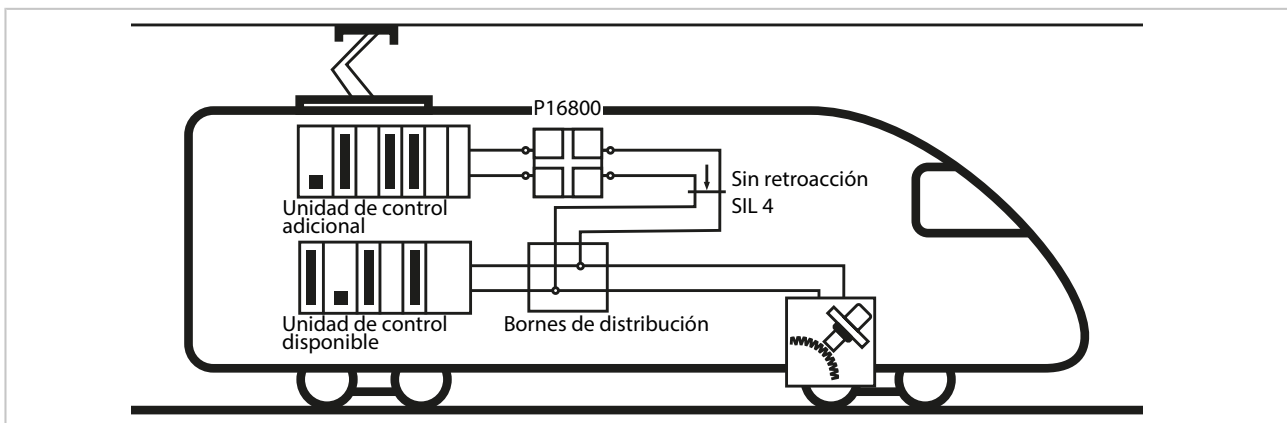 P16800
Sin retroacción
SIL 4
Unidad de control
adicional
Unidad de control
disponible
Bornes de distribución